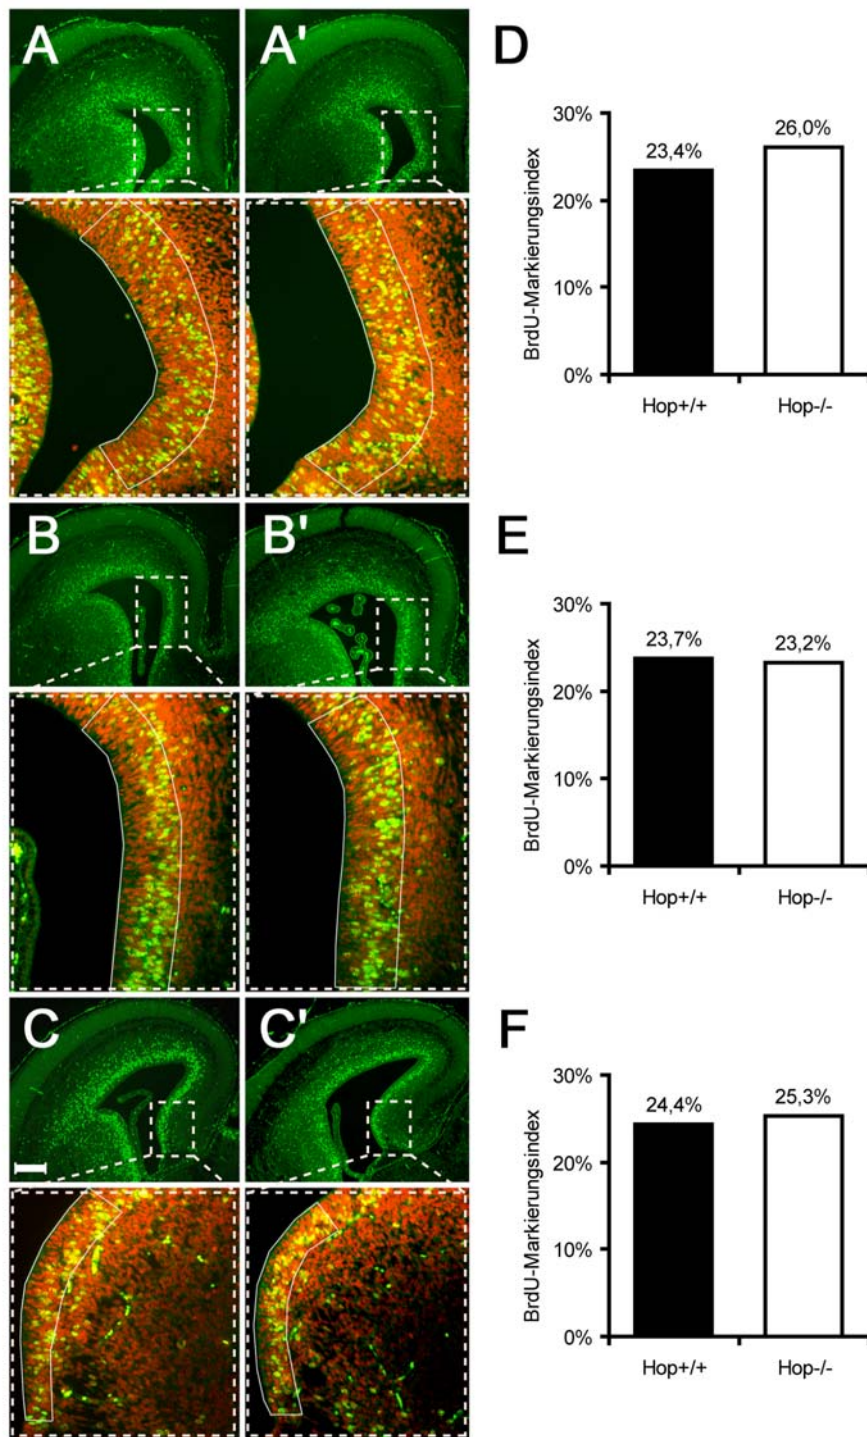 A
A'
D
30%
20%
10%
0%
BrdU-Markierungsindex
23,4%
26,0%
Hop+/+
Hop-/-
B
B'
E
30%
20%
10%
0%
BrdU-Markierungsindex
23,7%
23,2%
Hop+/+
Hop-/-
C
C'
F
30%
20%
10%
0%
BrdU-Markierungsindex
24,4%
25,3%
Hop+/+
Hop-/-